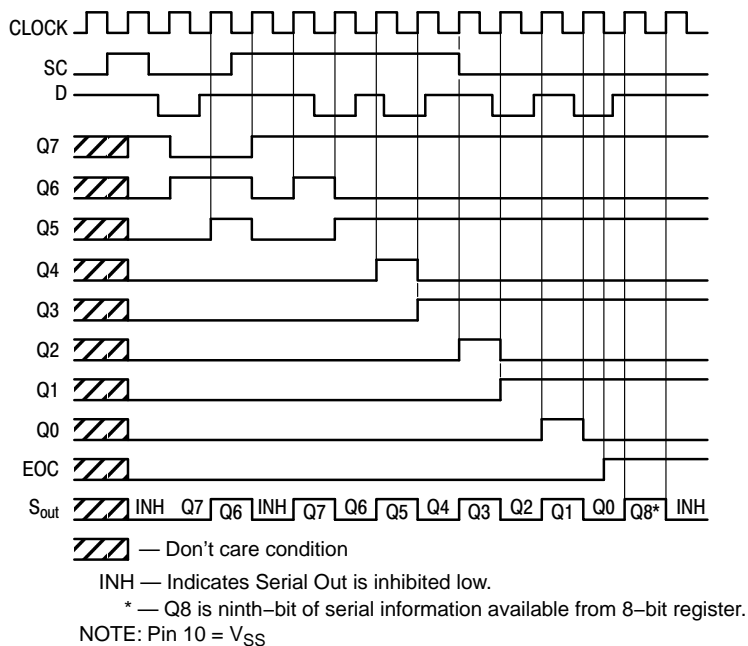 CLOCK
SC
D
Q7
Q6
Q5
Q4
Q3
Q2
Q1
Q0
EOC
Sout INH Q7 Q6 INH Q7 Q6 Q5 Q4 Q3 Q2 Q1 Q0 Q8* INH
— Don't care condition
INH — Indicates Serial Out is inhibited low.
* — Q8 is ninth−bit of serial information available from 8−bit register.
NOTE: Pin 10 = VSS